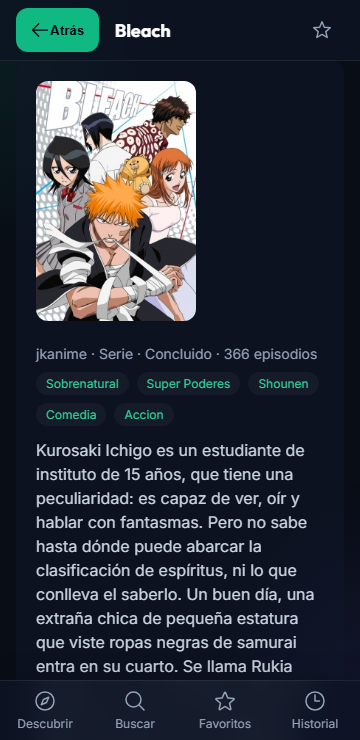 Atrás
Bleach
BLEACH
jkanime · Serie · Concluido · 366 episodios
Sobrenatural
Super Poderes
Shounen
Comedia
Accion
Kurosaki Ichigo es un estudiante de
instituto de 15 años, que tiene una
peculiaridad: es capaz de ver, oír y
hablar con fantasmas. Pero no sabe
hasta dónde puede abarcar la
clasificación de espíritus, ni lo que
conlleva el saberlo. Un buen día, una
extraña chica de pequeña estatura
que viste ropas negras de samurai
entra en su cuarto. Se llama Rukia
Descubrir
Buscar
Favoritos
Historial